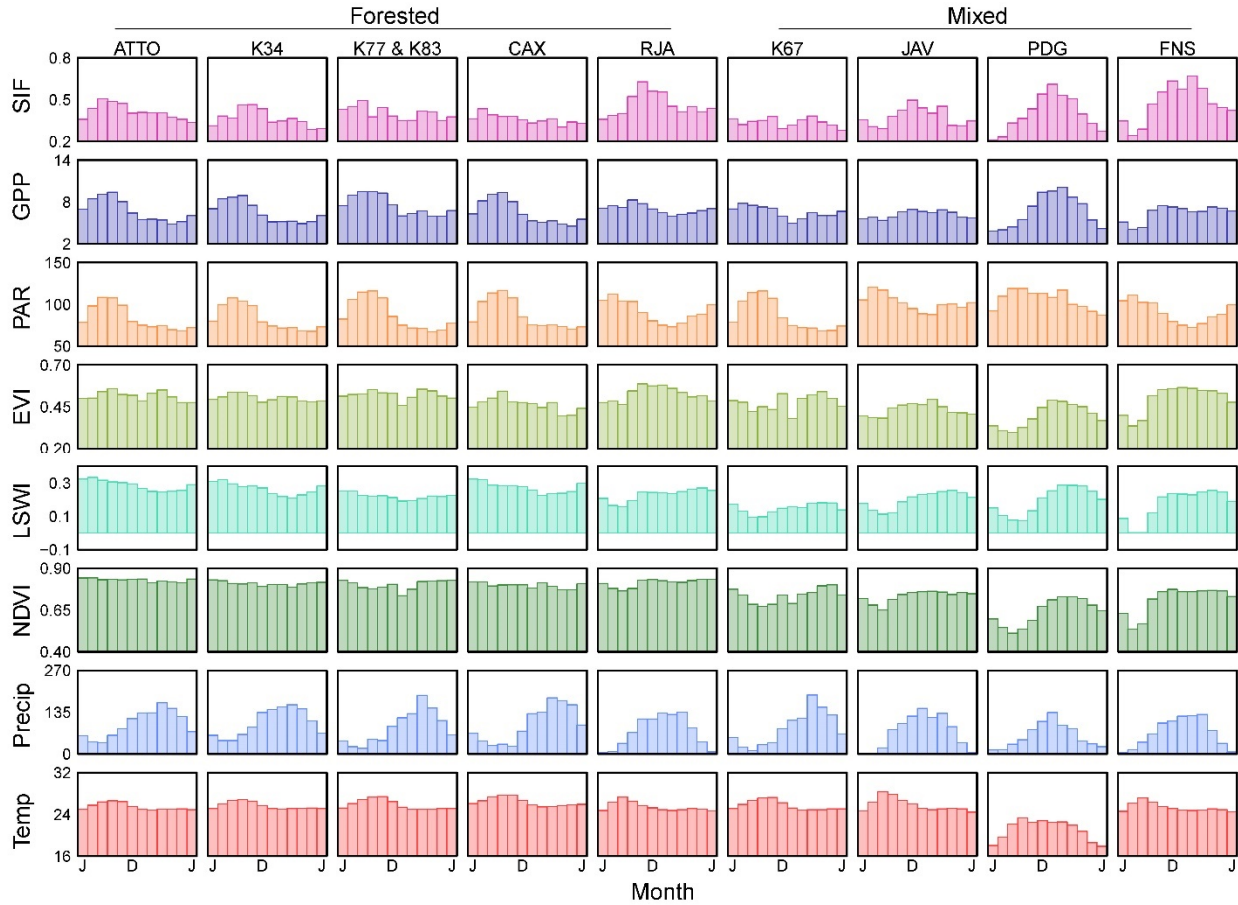 Forested Mixed
ATTO K34 K77 & K83 CAX RJA K67 JAV PDG FNS
SIF 0.8 0.5 0.2
GPP 14 8 2
PAR 150 100 50
EVI 0.70 0.45 0.20
LSWI 0.3 0.1 −0.1
NDVI 0.90 0.65 0.40
Precip 270 135 0
Temp 32 24 16
J D J J D J J D J J D J J D J J D J J D J J D J J D J
Month